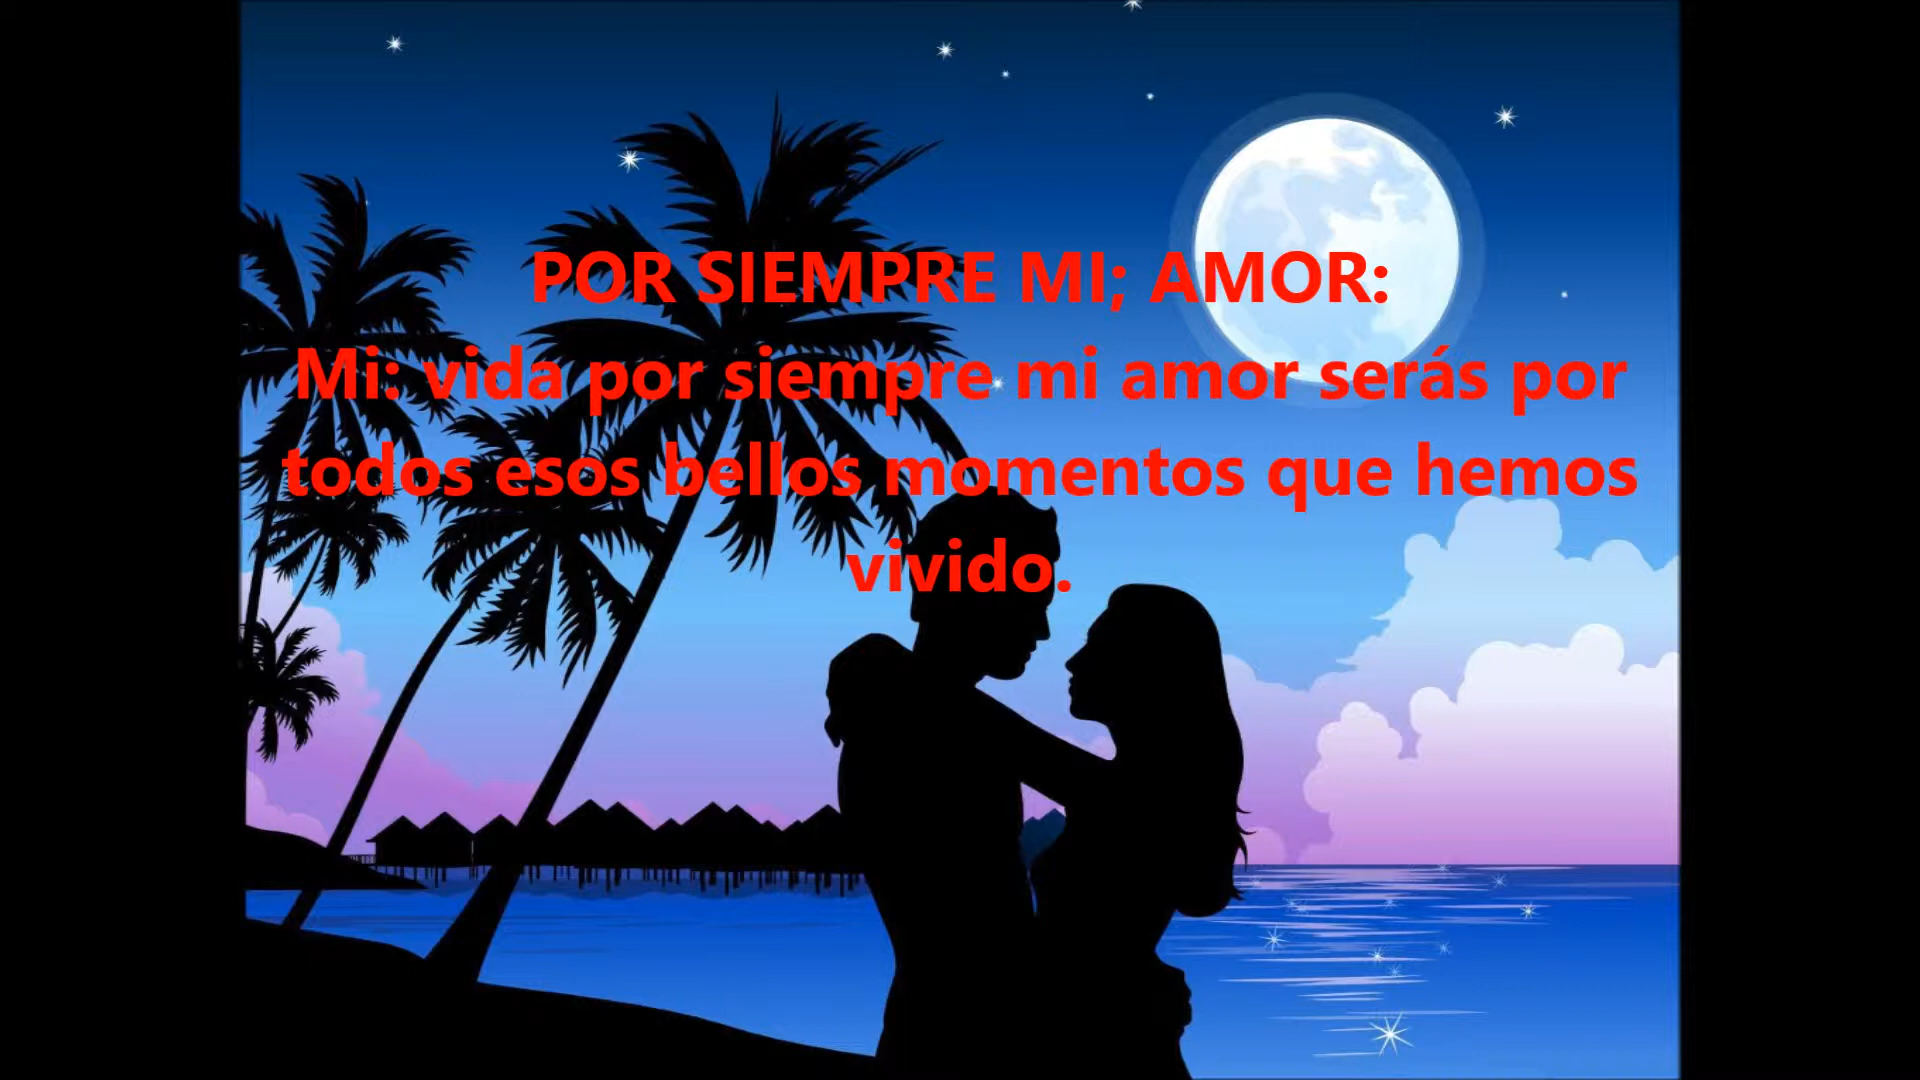 POR SIEMPRE MI; AMOR:
Mi: vida por siempre mi amor serás por
todos esos bellos momentos que hemos
vivido.